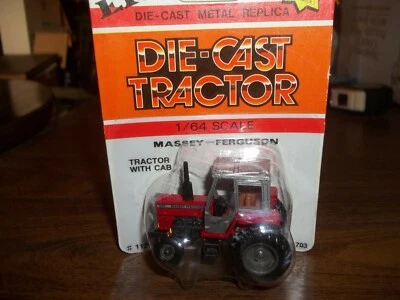 DIE-CAST METAL REPLICA
DIE-CAST
TRACTOR
1/64 SCALE
MASSEY—FERGUSON
TRACTOR
WITH CAB